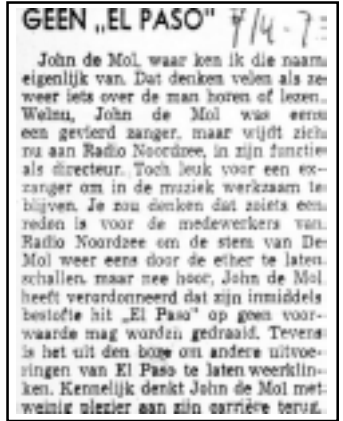 GEEN „EL PASO" 7/4-73
John de Mol, waar ken ik die naam
eigenlijk van. Dat denken velen als ze
weer iets over de man horen of lezen.
Welnu, John de Mol was eens
een gevierd zanger, maar wijdt zich
nu aan Radio Noordzee, in zijn functie
als directeur. Toch leuk voor een ex-
zanger om in de muziek werkzaam te
blijven. Je zou denken dat zoiets een
reden is voor de medewerkers van
Radio Noordzee om de stem van De
Mol weer eens door de ether te laten
schallen, maar nee hoor, John de Mol
heeft verordonneerd dat zijn inmiddels
bestofte hit „El Paso" op geen voor-
waarde mag worden gedraaid. Tevens
is het uit den boze om andere uitvoe-
ringen van El Paso te laten weerklin-
ken. Kennelijk denkt John de Mol met
weinig plezier aan zijn carrière terug.